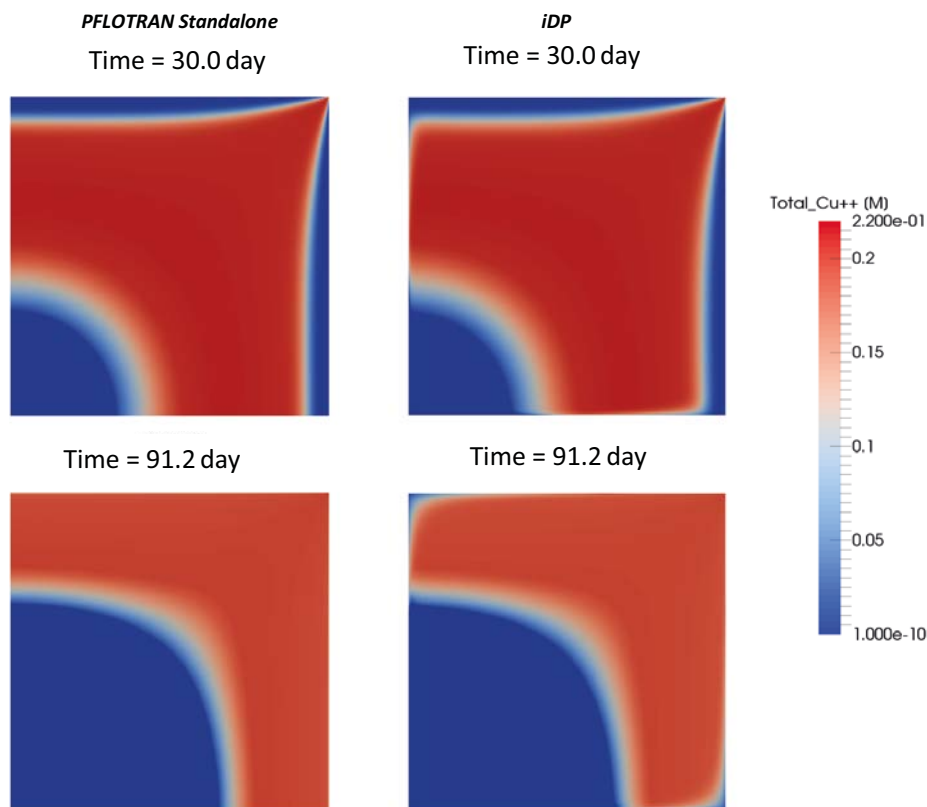 PFLOTRAN Standalone
iDP
Time = 30.0 day
Time = 30.0 day
Total_Cu++ (M)
2.200e-01
0.2
0.15
0.1
0.05
1.000e-10
Time = 91.2 day
Time = 91.2 day